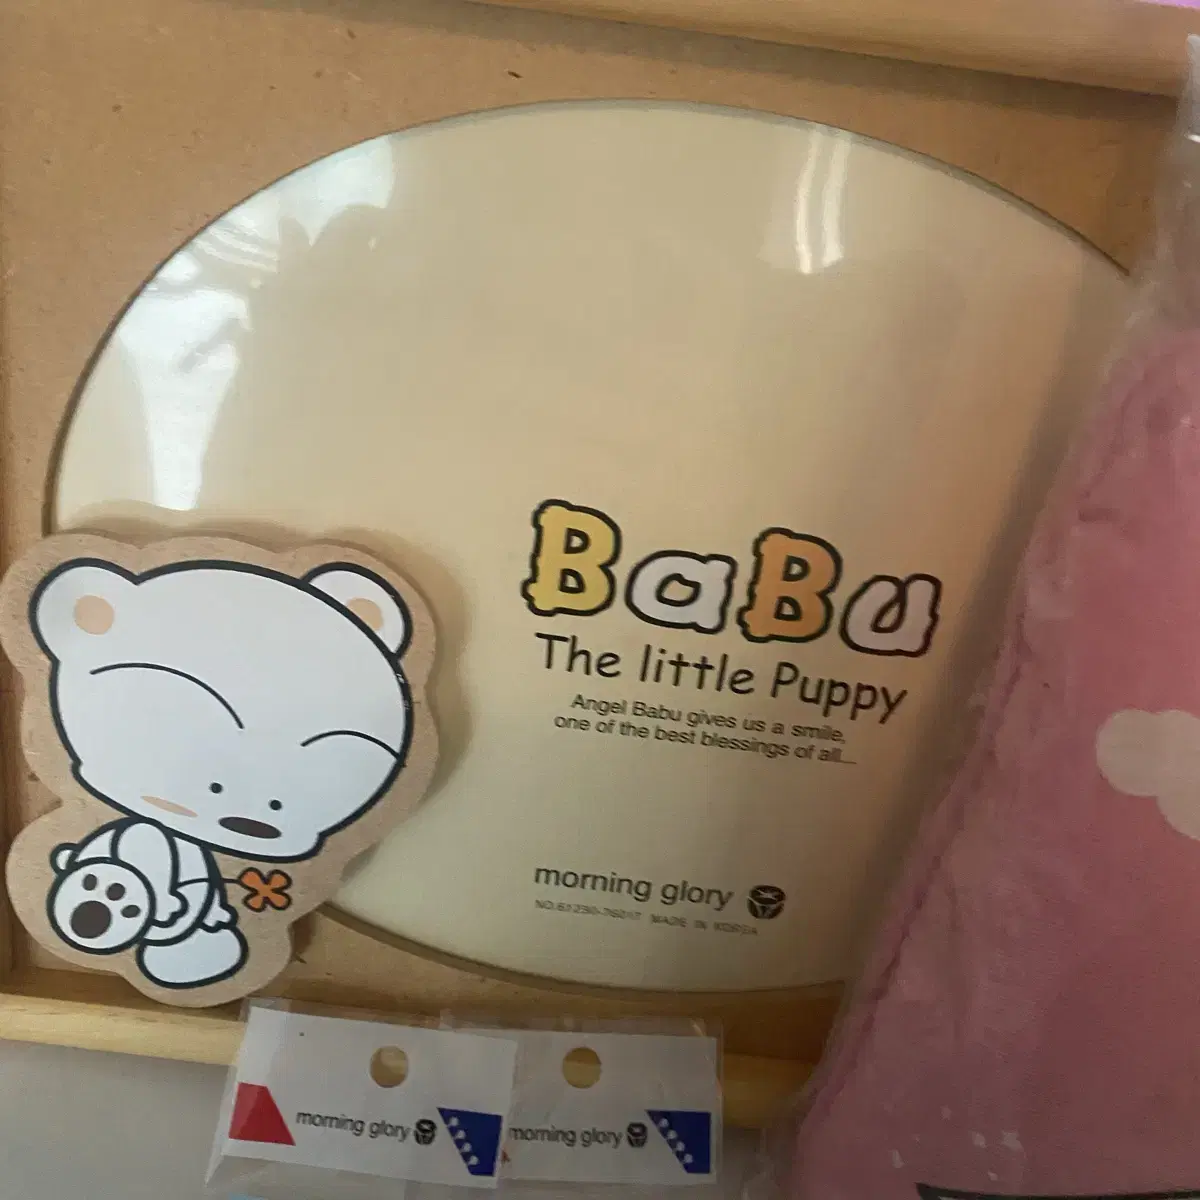 BaBu
The little Puppy
Angel Babu gives us a smile,
one of the best blessings of all...
morning glory
MADE IN KOREA
morning glory
morning glory